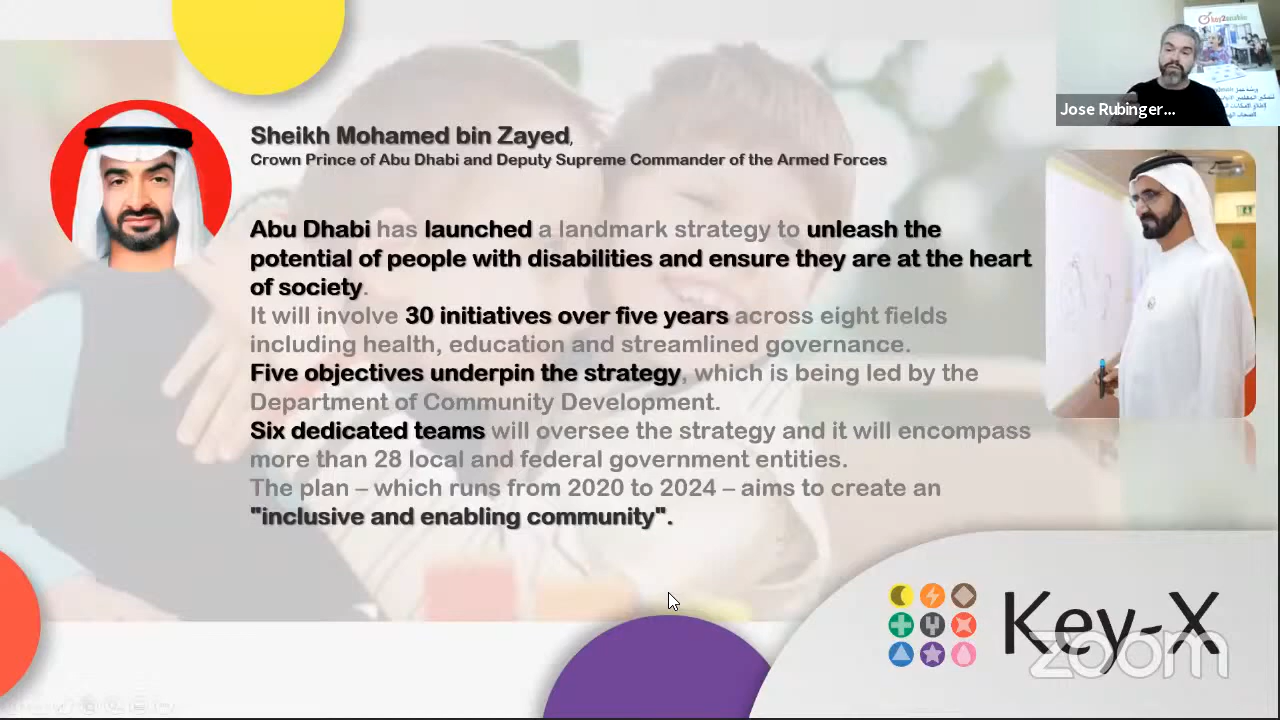 Sheikh Mohamed bin Zayed,
Crown Prince of Abu Dhabi and Deputy Supreme Commander of the Armed Forces
Abu Dhabi has launched a landmark strategy to unleash the
potential of people with disabilities and ensure they are at the heart
of society.
It will involve 30 initiatives over five years across eight fields
including health, education and streamlined governance.
Five objectives underpin the strategy, which is being led by the
Department of Community Development.
Six dedicated teams will oversee the strategy and it will encompass
more than 28 local and federal government entities.
The plan – which runs from 2020 to 2024 – aims to create an
"inclusive and enabling community".
key2enable
Jose Rubinger...
Key-X
zoom